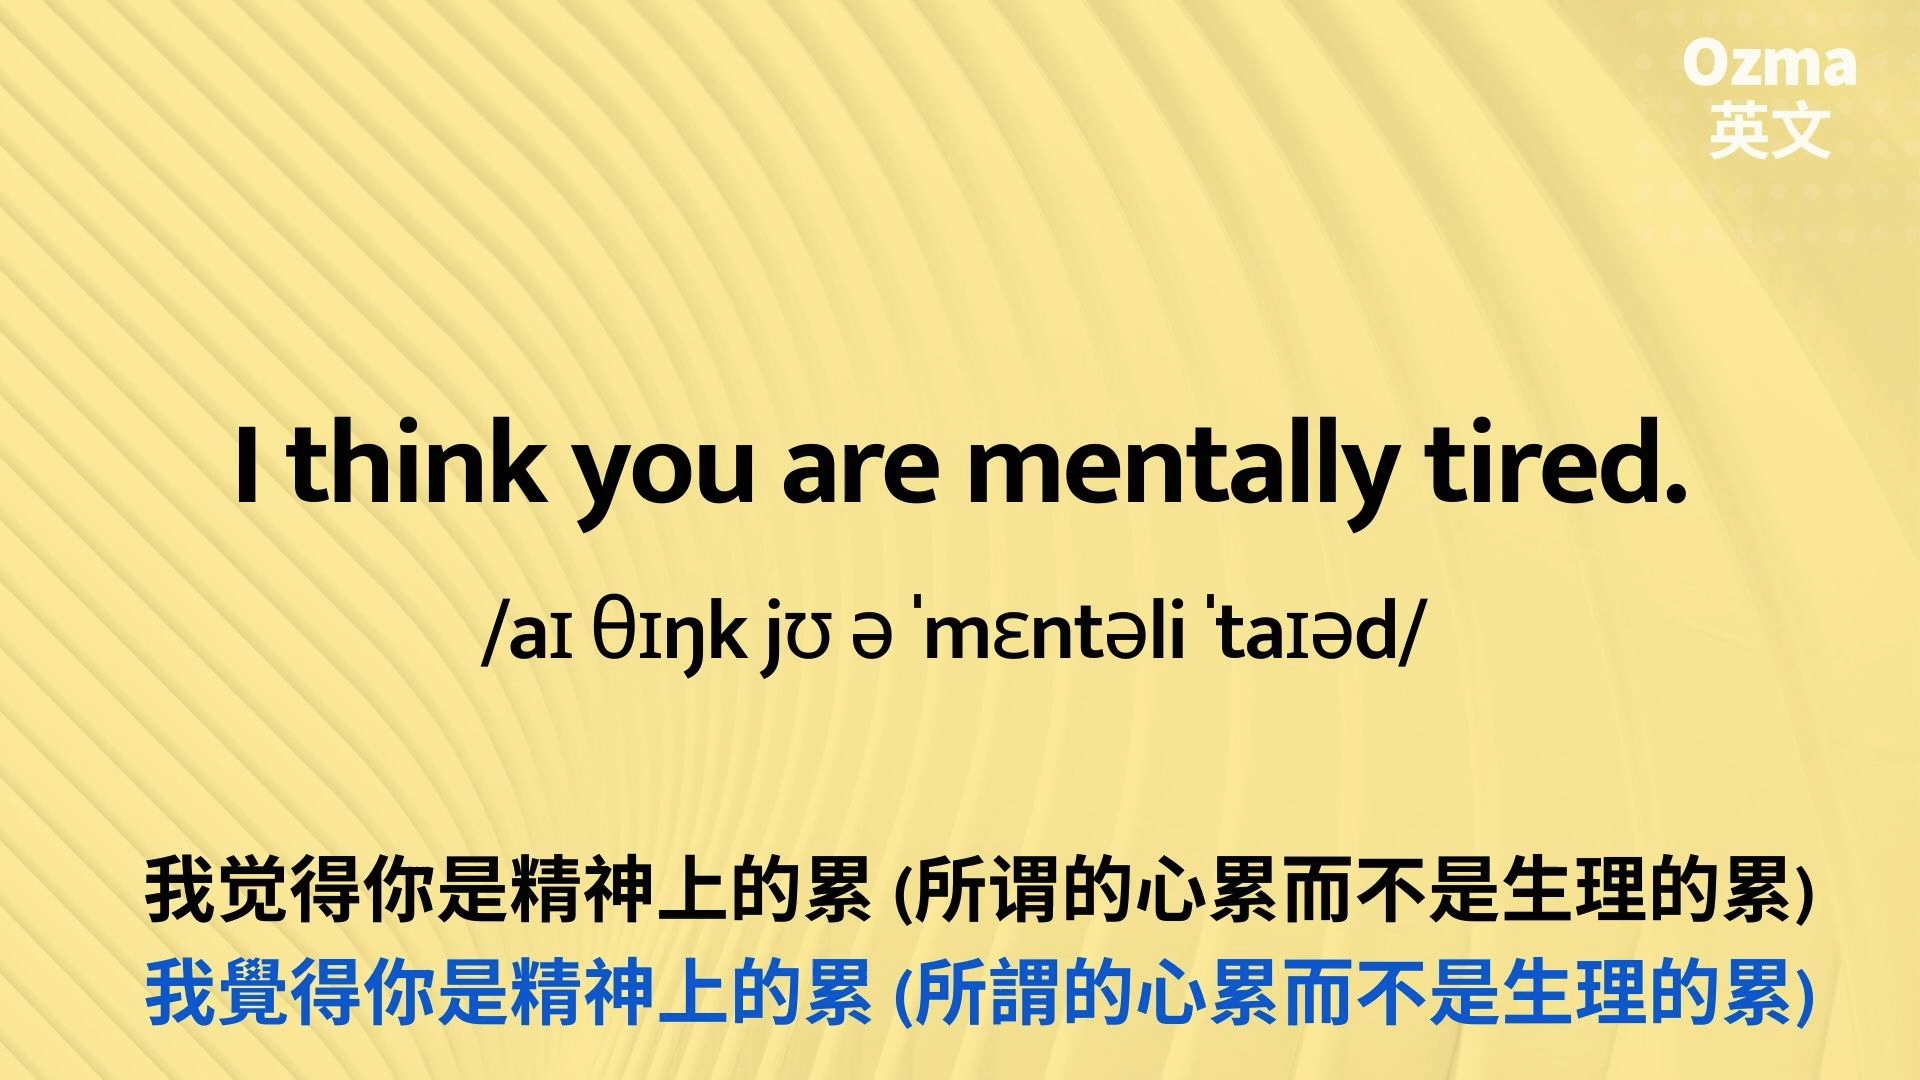 Ozma
英文
I think you are mentally tired.
/aɪ θɪŋk jʊ ə ˈmɛntəli ˈtaɪəd/
我觉得你是精神上的累 (所谓的心累而不是生理的累)
我覺得你是精神上的累 (所謂的心累而不是生理的累)